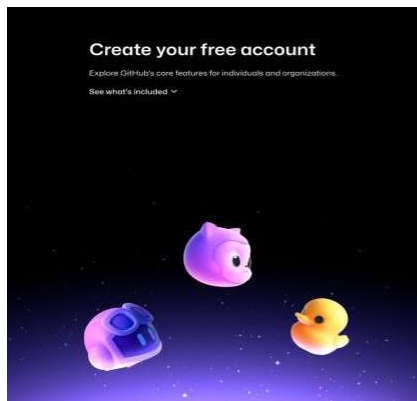 Create your free account
Explore GitHub's core features for individuals and organizations.
See what's included